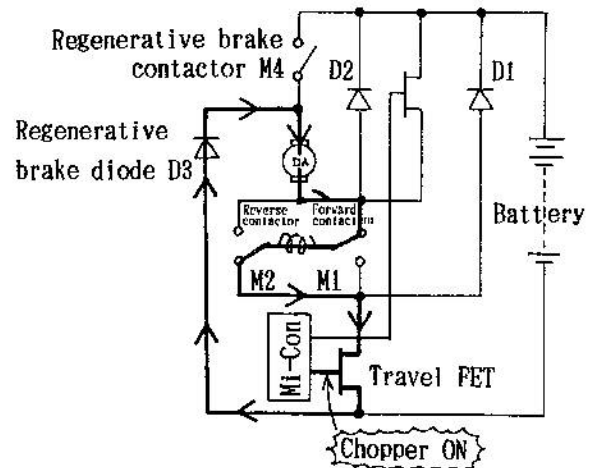 Regenerative brake
contactor M4
D2
D1
Regenerative
brake diode D3
DA
Reverse
contactor
Forward
Battery
M2
M1
Mi-Con
Travel FET
Chopper ON